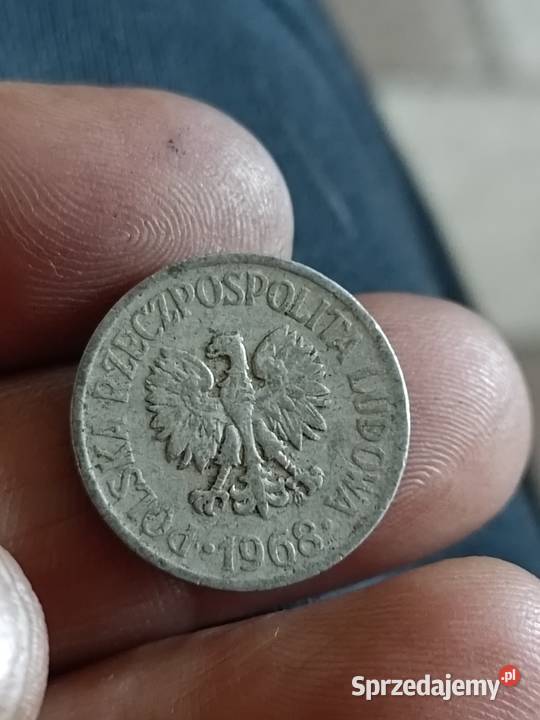 POLSKA RZECZPOSPOLITA LUDOWA
1968
Sprzedajemy.pl